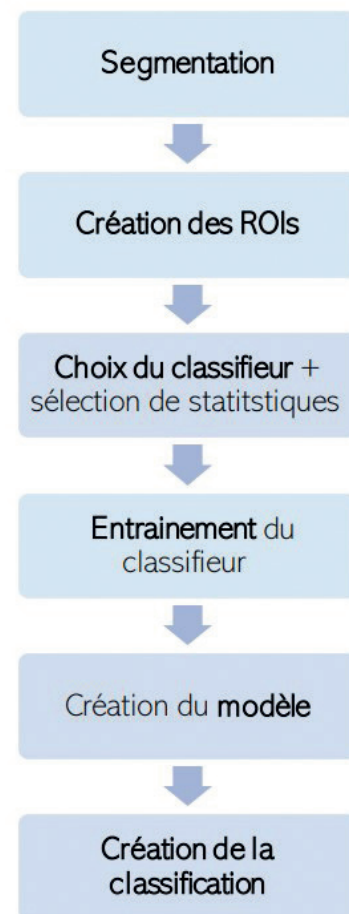 Segmentation
Création des ROIs
Choix du classifieur +
sélection de statitstiques
Entrainement du
classifieur
Création du modèle
Création de la
classification